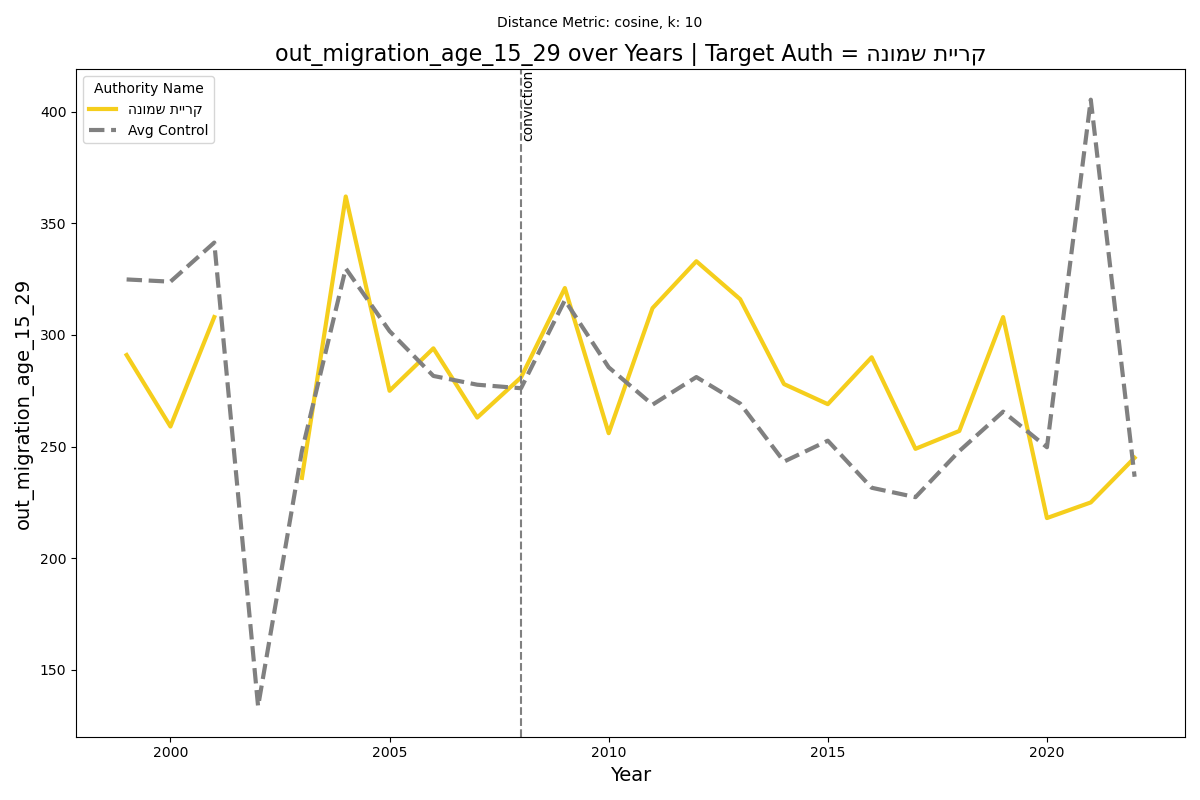 Distance Metric: cosine, k: 10
out_migration_age_15_29 over Years | Target Auth = קריית שמונה
Authority Name
קריית שמונה
Avg Control
conviction
out_migration_age_15_29
400
350
300
250
200
150
2000
2005
2010
2015
2020
Year